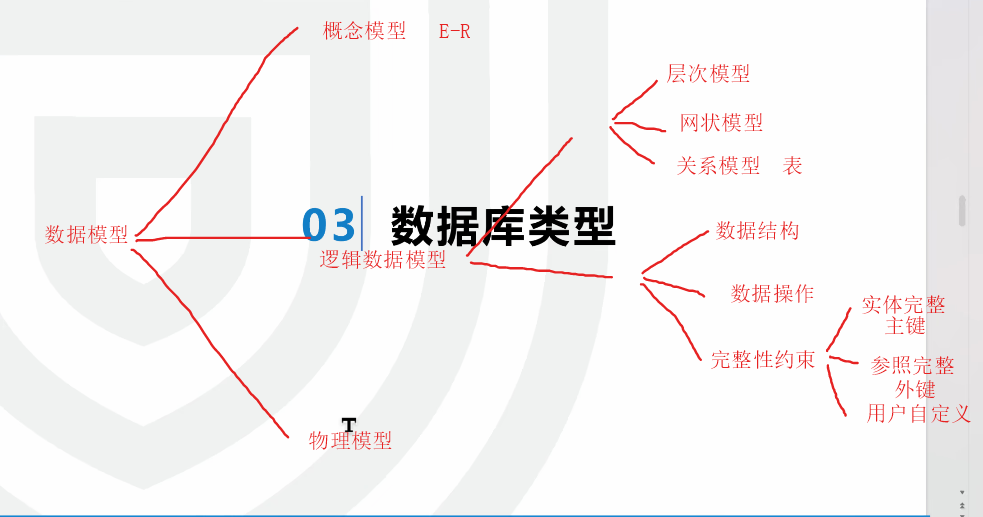 概念模型 E-R
层次模型
网状模型
关系模型 表
03 数据库类型
数据模型
逻辑数据模型
数据结构
数据操作
完整性约束
实体完整
主键
参照完整
外键
用户自定义
物理模型